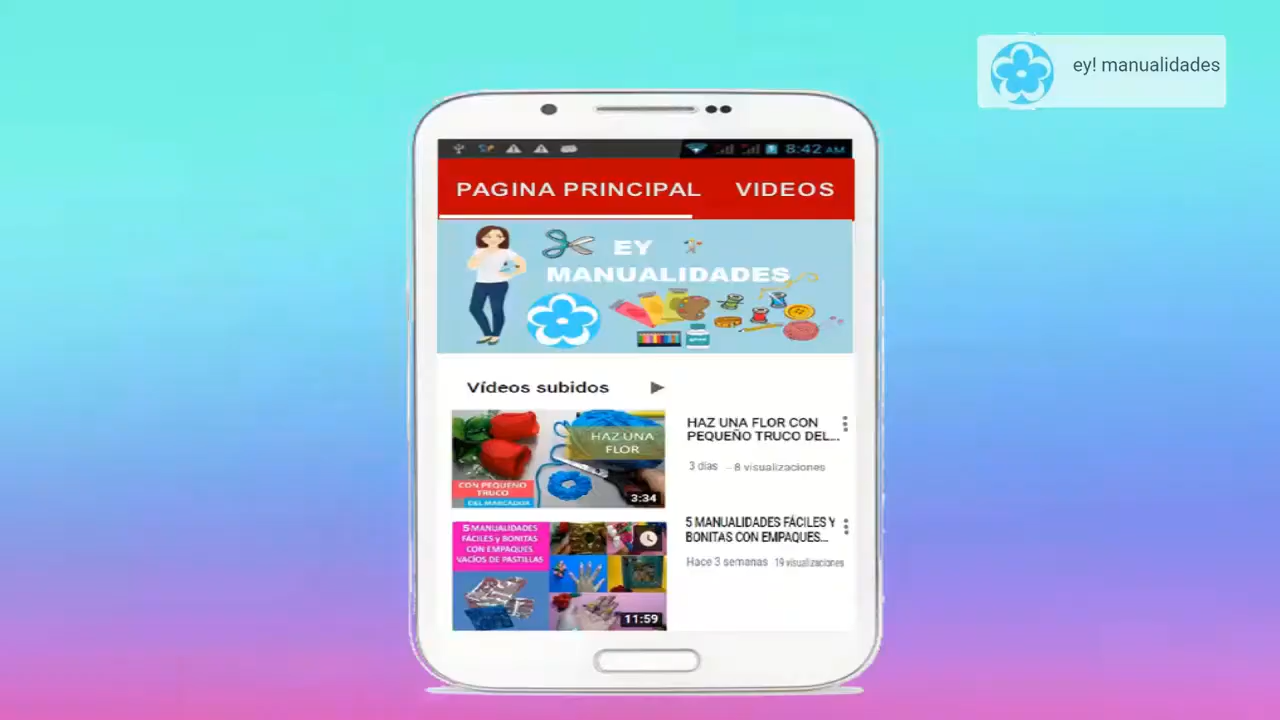 ey! manualidades
8:42 AM
PAGINA PRINCIPAL VIDEOS
EY
MANUALIDADES
Vídeos subidos
HAZ UNA
FLOR
CON PEQUEÑO
TRUCO
DEL MARCADOR
3:34
HAZ UNA FLOR CON
PEQUEÑO TRUCO DEL...
3 días – 8 visualizaciones
5 MANUALIDADES
FÁCILES y BONITAS
CON EMPAQUES
VACÍOS DE PASTILLAS
11:59
5 MANUALIDADES FÁCILES Y
BONITAS CON EMPAQUES...
Hace 3 semanas 19 visualizaciones